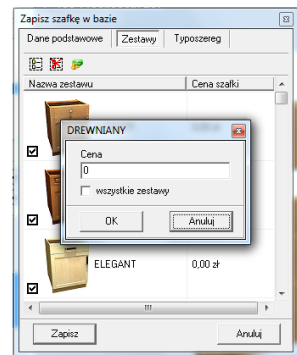 Zapisz szafkę w bazie
Dane podstawowe Zestawy Typoszereg
Nazwa zestawu Cena szafki
DREWNIANY
Cena
0
wszystkie zestawy
OK Anuluj
ELEGANT 0,00 zł
Zapisz Anuluj